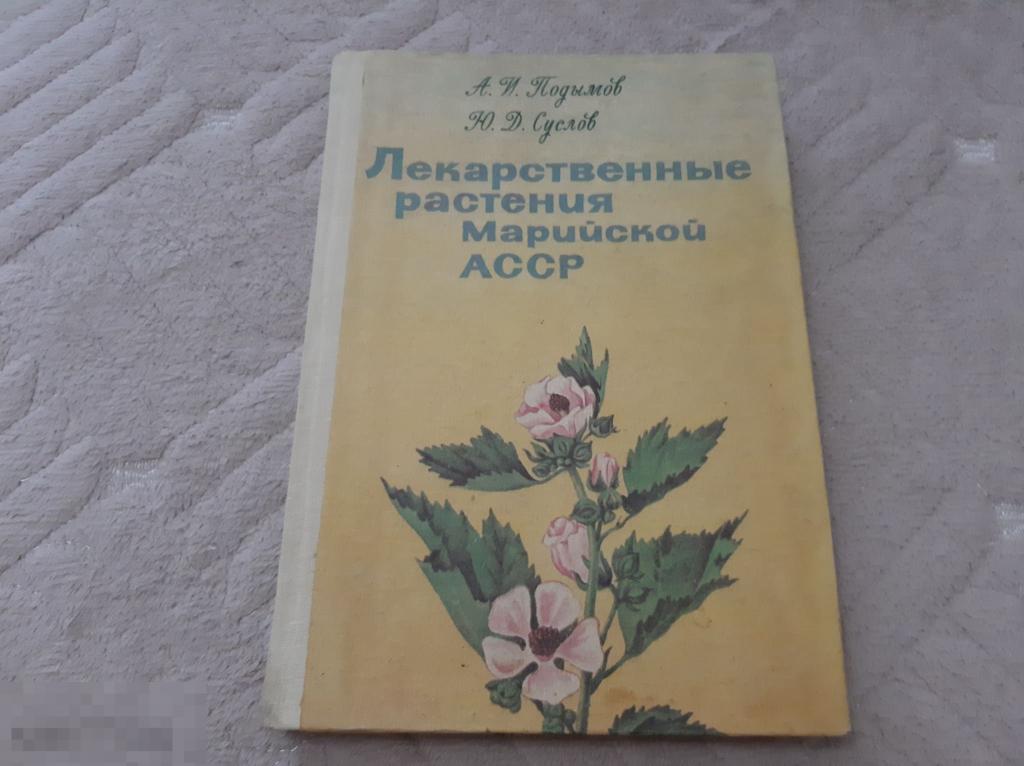 А. И. Подымов
Ю. Д. Суслов
Лекарственные
растения
Марийской
АССР